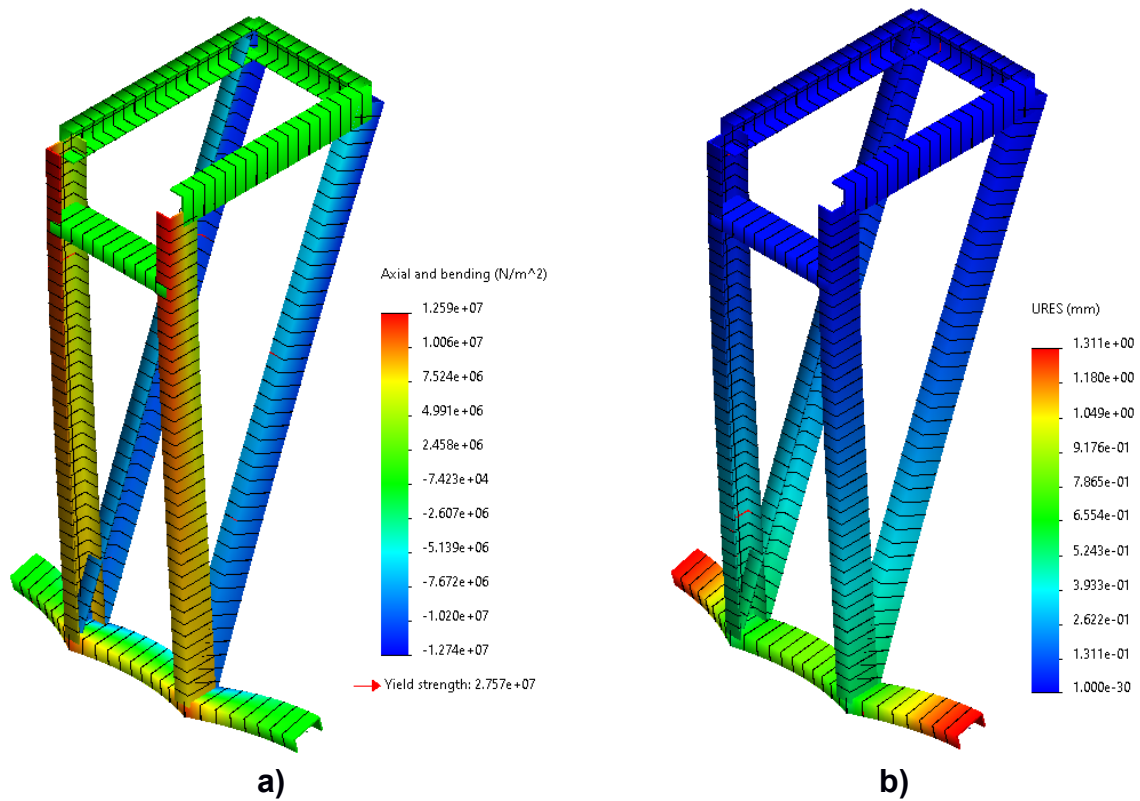 Axial and bending (N/m^2)
1.259e+07
1.006e+07
7.524e+06
4.991e+06
2.458e+06
-7.423e+04
-2.607e+06
-5.139e+06
-7.672e+06
-1.020e+07
-1.274e+07
Yield strength: 2.757e+07
a)
URES (mm)
1.311e+00
1.180e+00
1.049e+00
9.176e-01
7.865e-01
6.554e-01
5.243e-01
3.933e-01
2.622e-01
1.311e-01
1.000e-30
b)